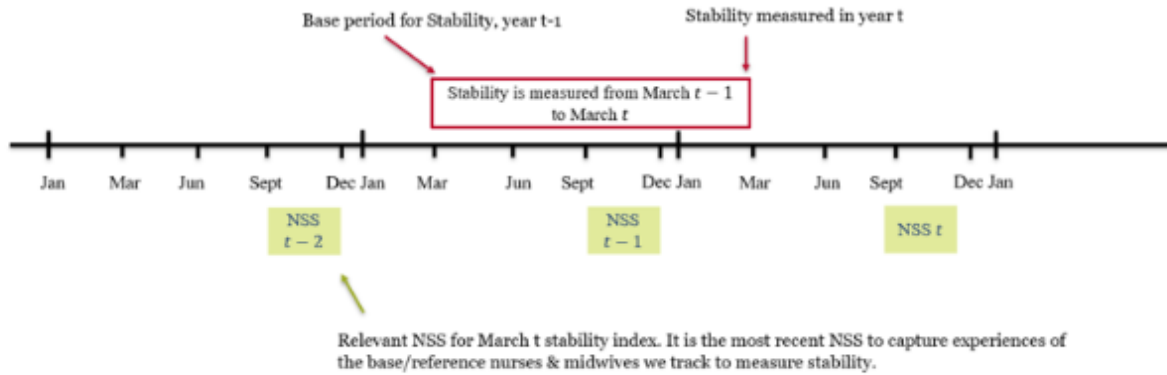 Base period for Stability, year t-1
Stability measured in year t
Stability is measured from March t − 1
to March t
Jan Mar Jun Sept Dec Jan Mar Jun Sept Dec Jan Mar Jun Sept Dec Jan
NSS
t − 2
NSS
t − 1
NSS t
Relevant NSS for March t stability index. It is the most recent NSS to capture experiences of
the base/reference nurses & midwives we track to measure stability.